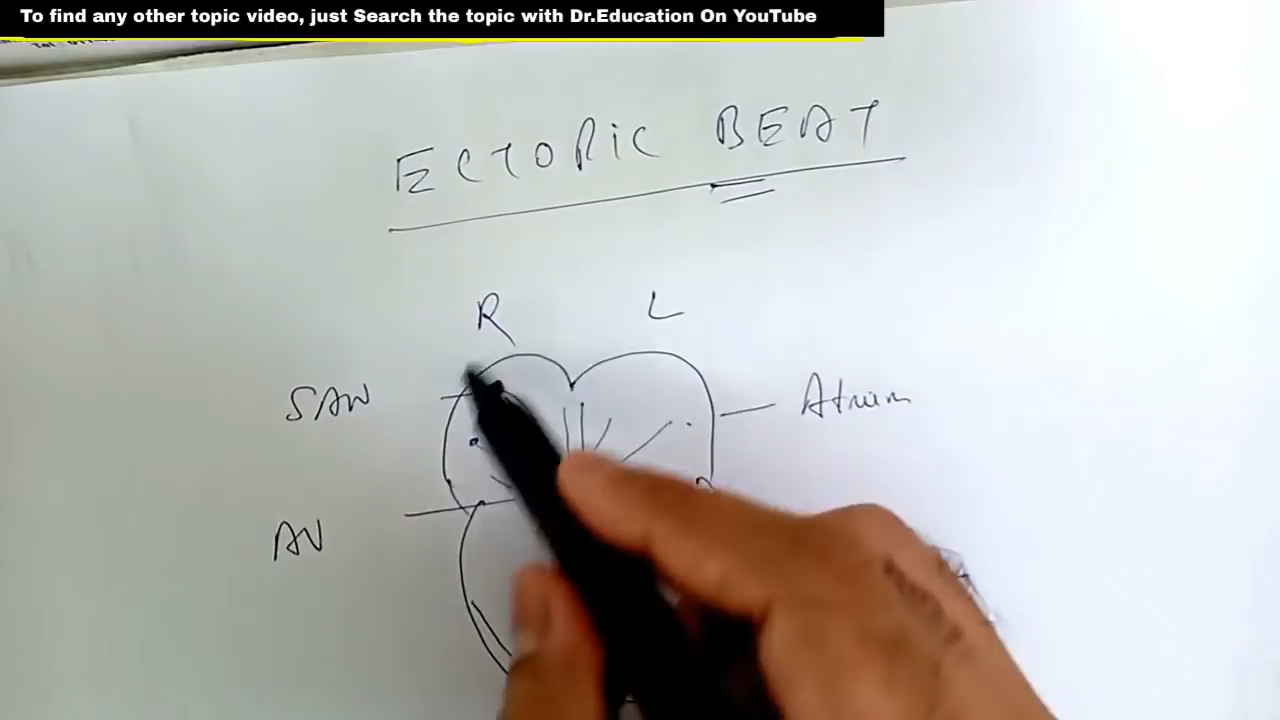 To find any other topic video, just Search the topic with Dr.Education On YouTube
ECTOPIC BEAT
R L
SAN
Atrium
AV